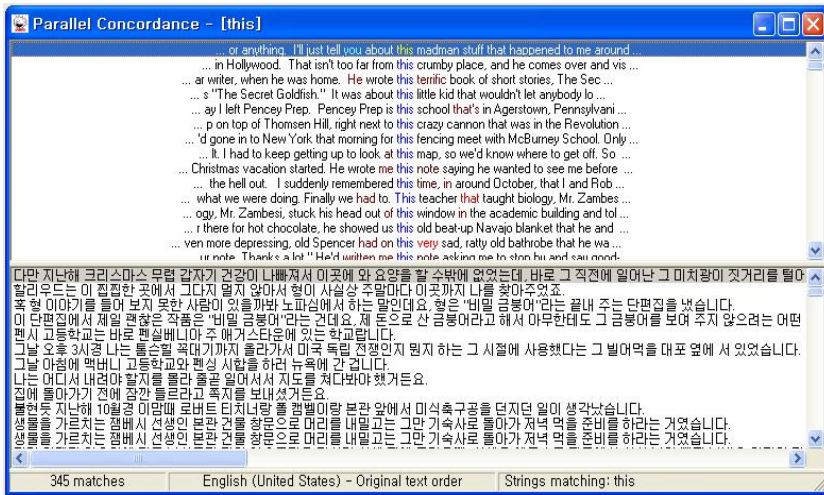 Parallel Concordance - [this]
... or anything. I'll just tell you about this madman stuff that happened to me around ...
... in Hollywood. That isn't too far from this crumby place, and he comes over and vis ...
... ar writer, when he was home. He wrote this terrific book of short stories, The Sec ...
... s "The Secret Goldfish." It was about this little kid that wouldn't let anybody lo ...
... ay I left Pencey Prep. Pencey Prep is this school that's in Agerstown, Pennsylvani ...
... p on top of Thomsen Hill, right next to this crazy cannon that was in the Revolution ...
... 'd gone in to New York that morning for this fencing meet with McBurney School. Only ...
... lt. I had to keep getting up to look at this map, so we'd know where to get off. So ...
... Christmas vacation started. He wrote me this note saying he wanted to see me before ...
... the hell out. I suddenly remembered this time, in around October, that I and Rob ...
... what we were doing. Finally we had to. This teacher that taught biology, Mr. Zambes ...
... ogy, Mr. Zambesi, stuck his head out of this window in the academic building and tol ...
... r there for hot chocolate, he showed us this old beat-up Navajo blanket that he and ...
... ven more depressing, old Spencer had on this very sad, ratty old bathrobe that he wa ...
... ur note. Thanks a lot." He'd written me this note asking me to stop by and say good-
다만 지난해 크리스마스 무렵 갑자기 건강이 나빠져서 이곳에 와 요양을 할 수밖에 없었는데, 바로 그 직전에 일어난 그 미치광이 짓거리를 털어
할리우드는 이 찝찝한 곳에서 그다지 멀지 않아서 형이 사실상 주말마다 이곳까지 나를 찾아주었죠.
혹 형 이야기를 들어 보지 못한 사람이 있을까봐 노파심에서 하는 말인데요, 형은 "비밀 금붕어"라는 끝내 주는 단편집을 냈습니다.
이 단편집에서 제일 괜찮은 작품은 "비밀 금붕어"라는 건데요, 제 돈으로 산 금붕어라고 해서 아무한테도 그 금붕어를 보여 주지 않으려는 어떤
펜시 고등학교는 바로 펜실베니아 주 애거스타운에 있는 학교랍니다.
그날 오후 3시경 나는 톰슨힐 꼭대기까지 올라가서 미국 독립 전쟁인지 뭔지 하는 그 시절에 사용했다는 그 빌어먹을 대포 옆에 서 있었습니다.
그날 아침에 맥버니 고등학교와 펜싱 시합을 하러 뉴욕에 간 겁니다.
나는 어디서 내려야 할지를 몰라 줄곧 일어서서 지도를 쳐다봐야 했거든요.
집에 돌아가기 전에 잠깐 들르라고 쪽지를 보내셨거든요.
불현듯 지난해 10월경 이맘때 로버트 티치너랑 폴 캠벨이랑 본관 앞에서 미식축구공을 던지던 일이 생각났습니다.
생물을 가르치는 잼베시 선생인 본관 건물 창문으로 머리를 내밀고는 그만 기숙사로 돌아가 저녁 먹을 준비를 하라는 거였습니다.
생물을 가르치는 잼베시 선생인 본관 건물 창문으로 머리를 내밀고는 그만 기숙사로 돌아가 저녁 먹을 준비를 하라는 거였습니다.
345 matches
English (United States) - Original text order
Strings matching: this